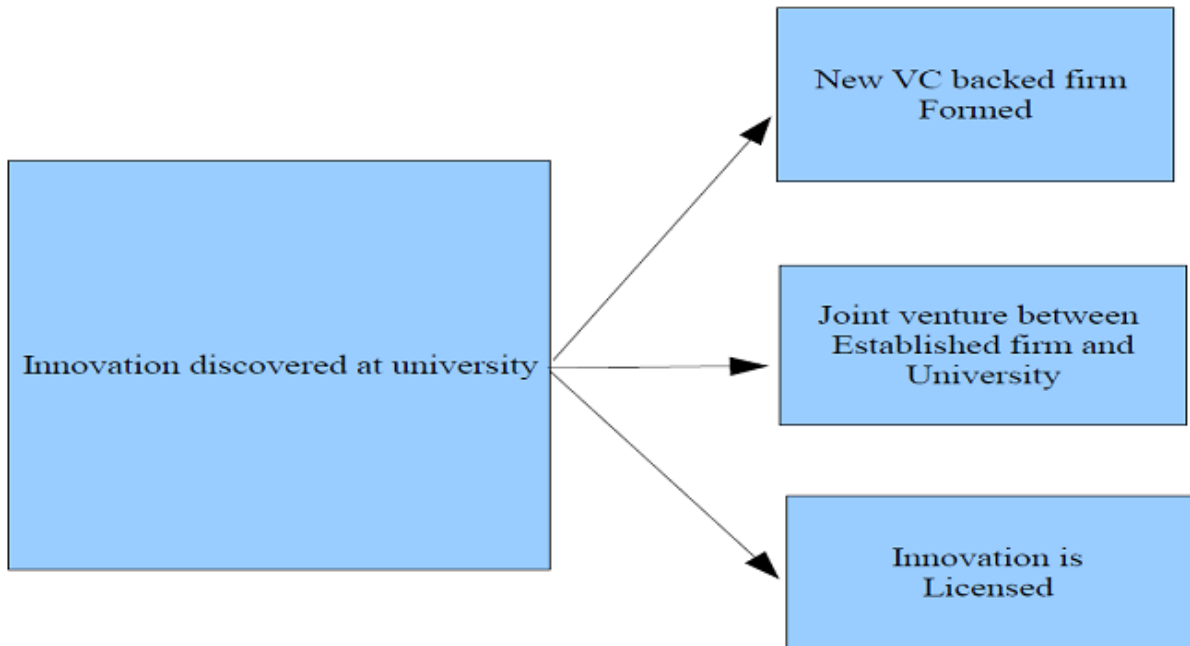 New VC backed firm
Formed
Innovation discovered at university
Joint venture between
Established firm and
University
Innovation is
Licensed